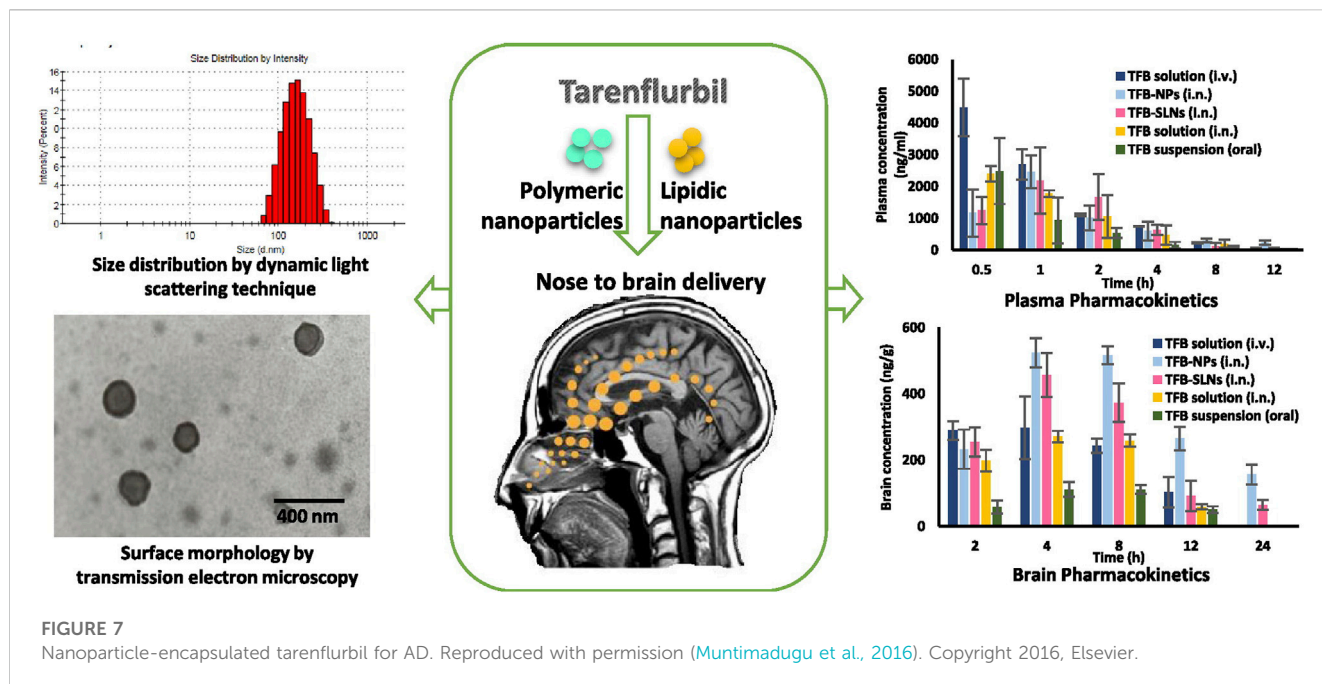 Size Distribution by Intensity
Intensity (Percent)
16
14
12
0
8
6
4
2
0
1
10
100
1000
Size (d.nm)
Size distribution by dynamic light
scattering technique
400 nm
Surface morphology by
transmission electron microscopy
Tarenflurbil
Polymeric
nanoparticles
Lipidic
nanoparticles
Nose to brain delivery
Plasma concentration
(ng/ml)
6000
5000
4000
3000
2000
1000
0
TFB solution (i.v.)
TFB-NPs (i.n.)
TFB-SLNs (i.n.)
TFB solution (i.n.)
TFB suspension (oral)
0.5
1
2
4
8
12
Time (h)
Plasma Pharmacokinetics
Brain concentration (ng/g)
600
400
200
0
TFB solution (i.v.)
TFB-NPs (i.n.)
TFB-SLNs (i.n.)
TFB solution (i.n.)
TFB suspension (oral)
2
4
8
12
24
Time (h)
Brain Pharmacokinetics
FIGURE 7
Nanoparticle-encapsulated tarenflurbil for AD. Reproduced with permission (Muntimadugu et al., 2016). Copyright 2016, Elsevier.